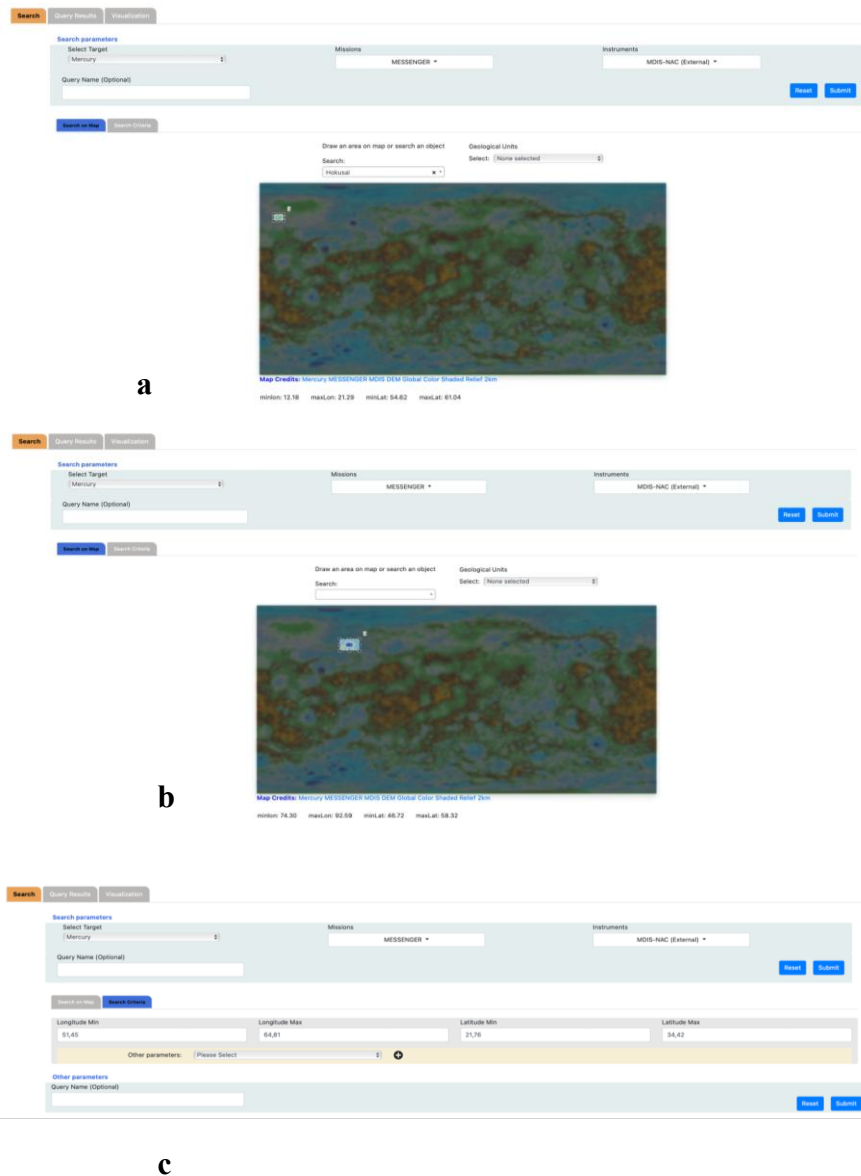 Search Query Results Visualization
Search parameters
Select Target Missions Instruments
Mercury MESSENGER MDIS-NAC (External)
Query Name (Optional)
Reset Submit
Search on Map Search Criteria
Draw an area on map or search an object Geological Units
Search: Select: None selected
Hokusai
Map Credits: Mercury MESSENGER MDIS DEM Global Color Shaded Relief 2km
a
minlon: 12.18 maxLon: 21.29 minLat: 54.62 maxLat: 61.04
Search Query Results Visualization
Search parameters
Select Target Missions Instruments
Mercury MESSENGER MDIS-NAC (External)
Query Name (Optional)
Reset Submit
Search on Map Search Criteria
Draw an area on map or search an object Geological Units
Search: Select: None selected
b
Map Credits: Mercury MESSENGER MDIS DEM Global Color Shaded Relief 2km
minlon: 74.30 maxLon: 92.59 minLat: 46.72 maxLat: 58.32
Search Query Results Visualization
Search parameters
Select Target Missions Instruments
Mercury MESSENGER MDIS-NAC (External)
Query Name (Optional)
Reset Submit
Search on Map Search Criteria
Longitude Min Longitude Max Latitude Min Latitude Max
51,45 64,81 21,76 34,42
Other parameters: Please Select
Other parameters
Query Name (Optional)
Reset Submit
c